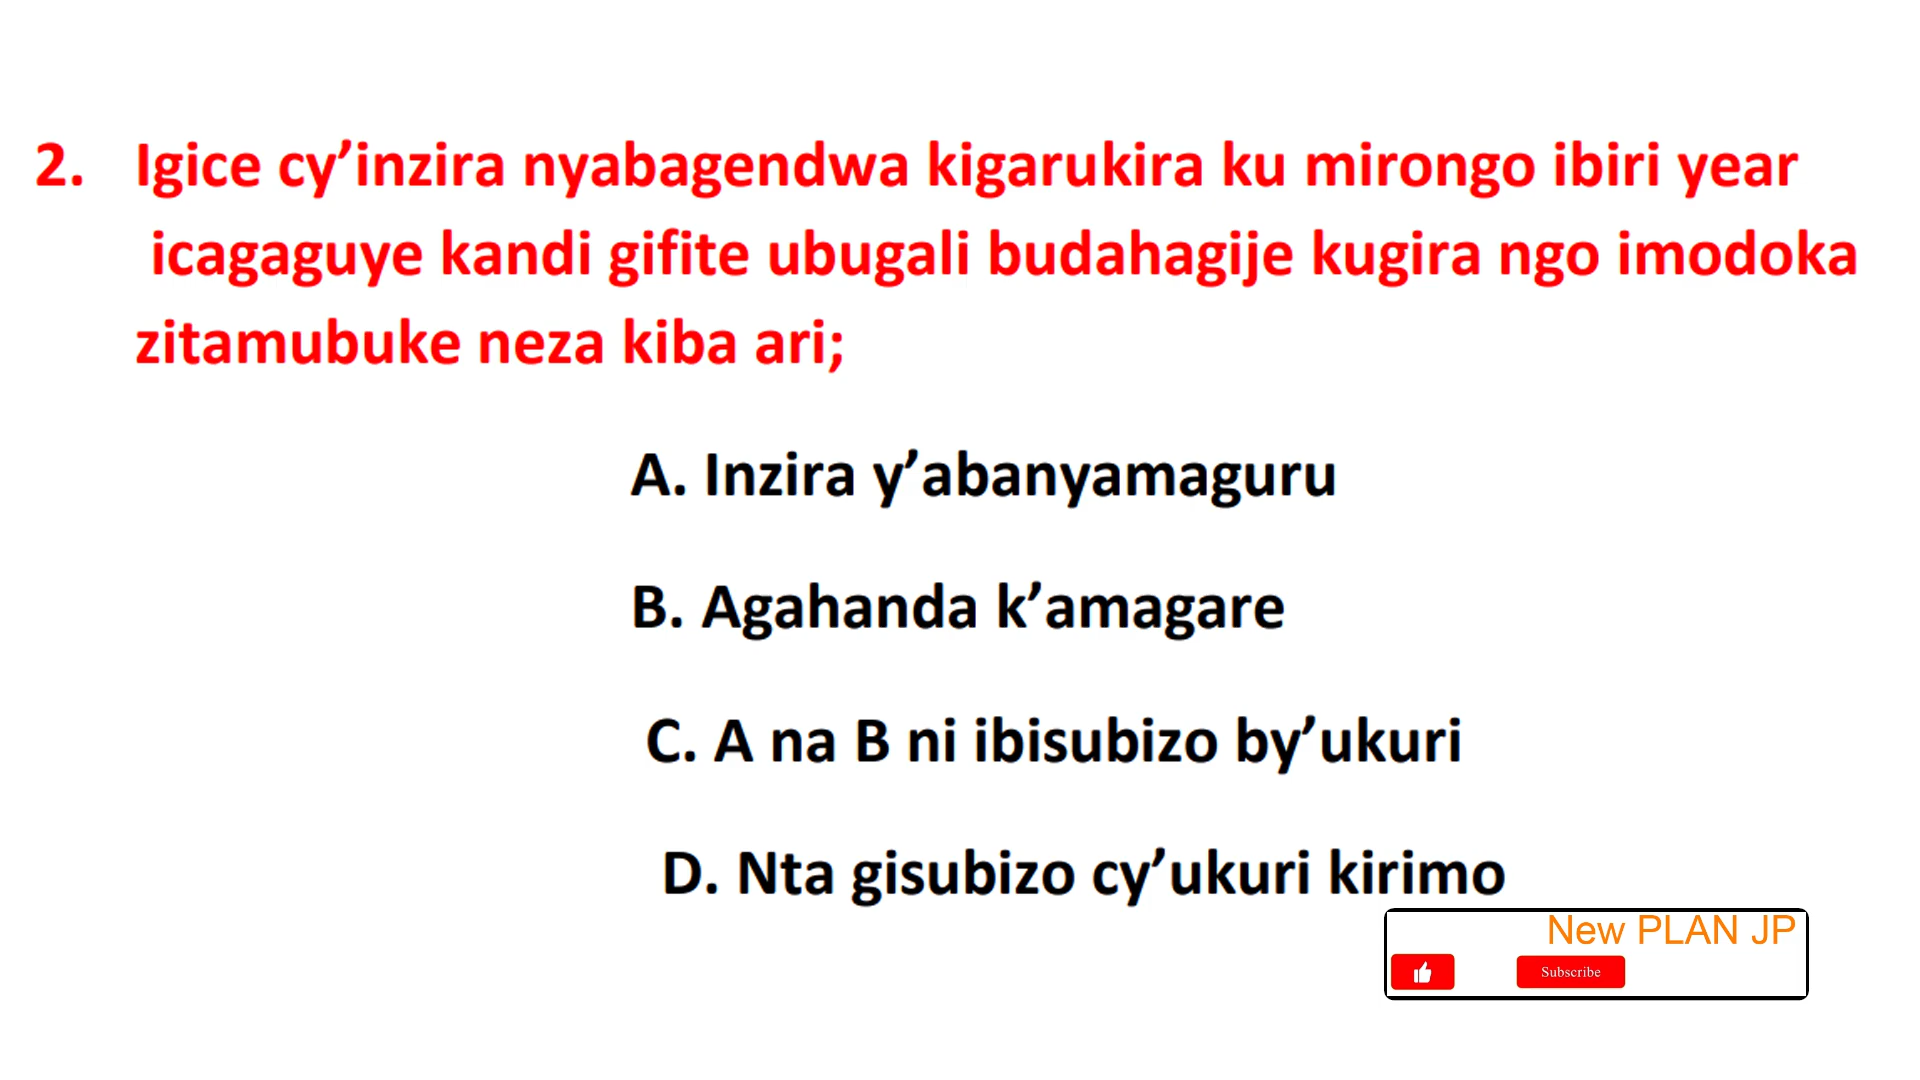 2. Igice cy’inzira nyabagendwa kigarukira ku mirongo ibiri year
icagaguye kandi gifite ubugali budahagije kugira ngo imodoka
zitamubuke neza kiba ari;
A. Inzira y’abanyamaguru
B. Agahanda k’amagare
C. A na B ni ibisubizo by’ukuri
D. Nta gisubizo cy’ukuri kirimo
New PLAN JP
Subscribe